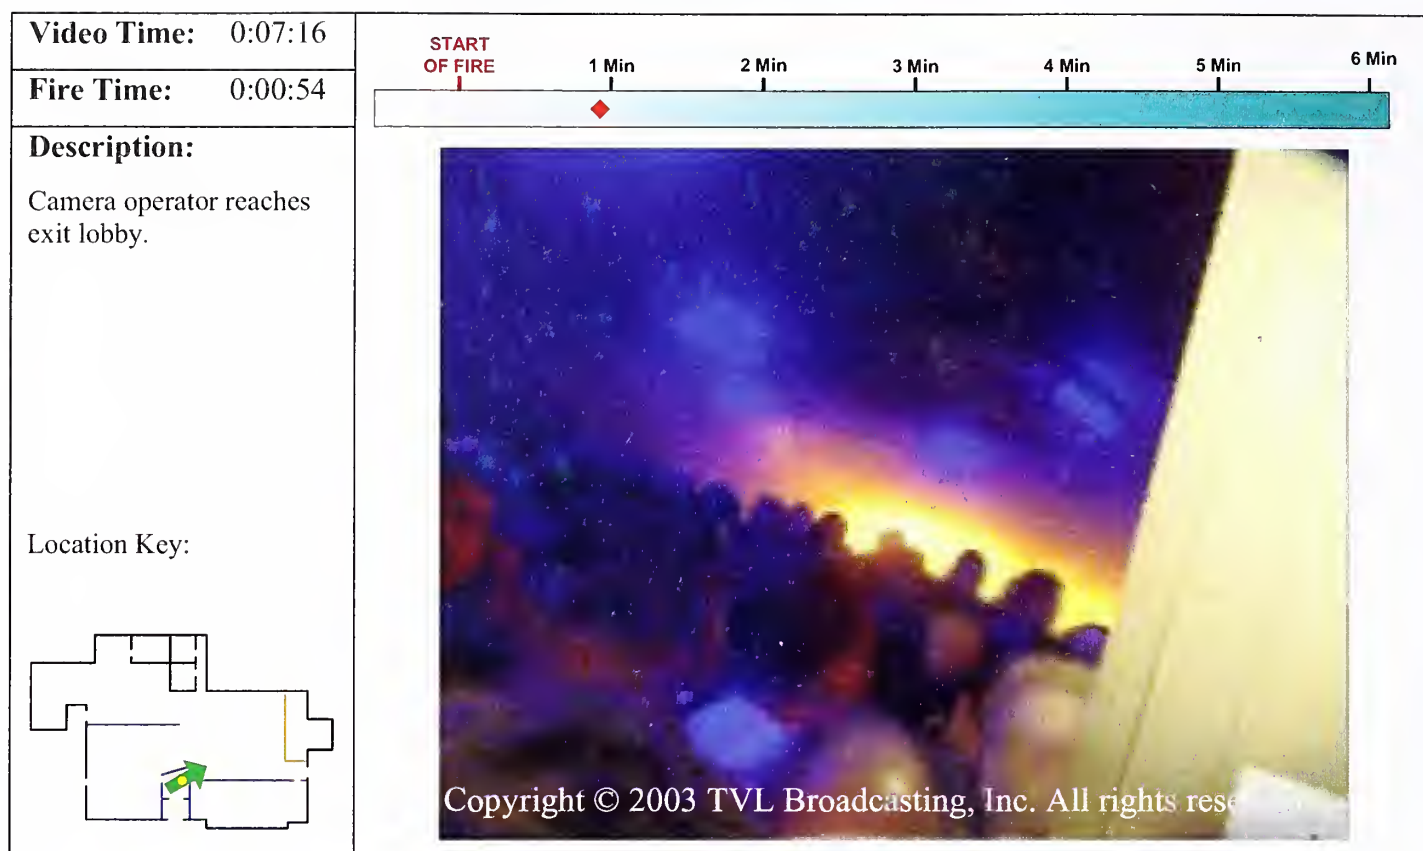 Video Time: 0:07:16
Fire Time: 0:00:54
Description:
Camera operator reaches
exit lobby.
Location Key:
START
OF FIRE
1 Min
2 Min
3 Min
4 Min
5 Min
6 Min
Copyright © 2003 TVL Broadcasting, Inc. All rights